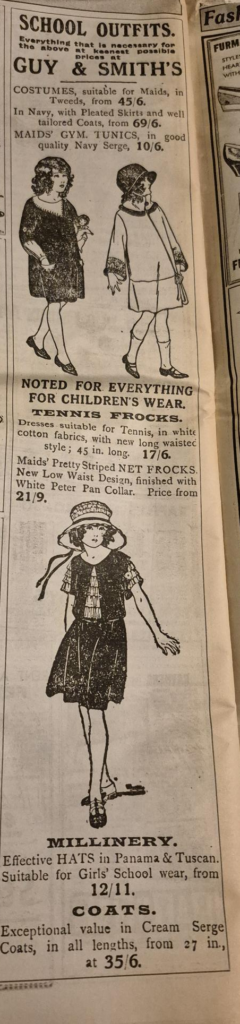 SCHOOL OUTFITS.
Everything that is necessary for
the above at keenest possible
prices at
GUY & SMITH'S
COSTUMES, suitable for Maids, in
Tweeds, from 45/6.
In Navy, with Pleated Skirts and well
tailored Coats, from 69/6.
MAIDS' GYM. TUNICS, in good
quality Navy Serge, 10/6.
NOTED FOR EVERYTHING
FOR CHILDREN'S WEAR.
TENNIS FROCKS.
Dresses suitable for Tennis, in white
cotton fabrics, with new long waisted
style; 45 in. long. 17/6.
Maids' Pretty Striped NET FROCKS.
New Low Waist Design, finished with
White Peter Pan Collar. Price from
21/9.
MILLINERY.
Effective HATS in Panama & Tuscan.
Suitable for Girls' School wear, from
12/11.
COATS.
Exceptional value in Cream Serge
Coats, in all lengths, from 27 in.,
at 35/6.
Fas
FURM
STYLE
HEAR
WITH